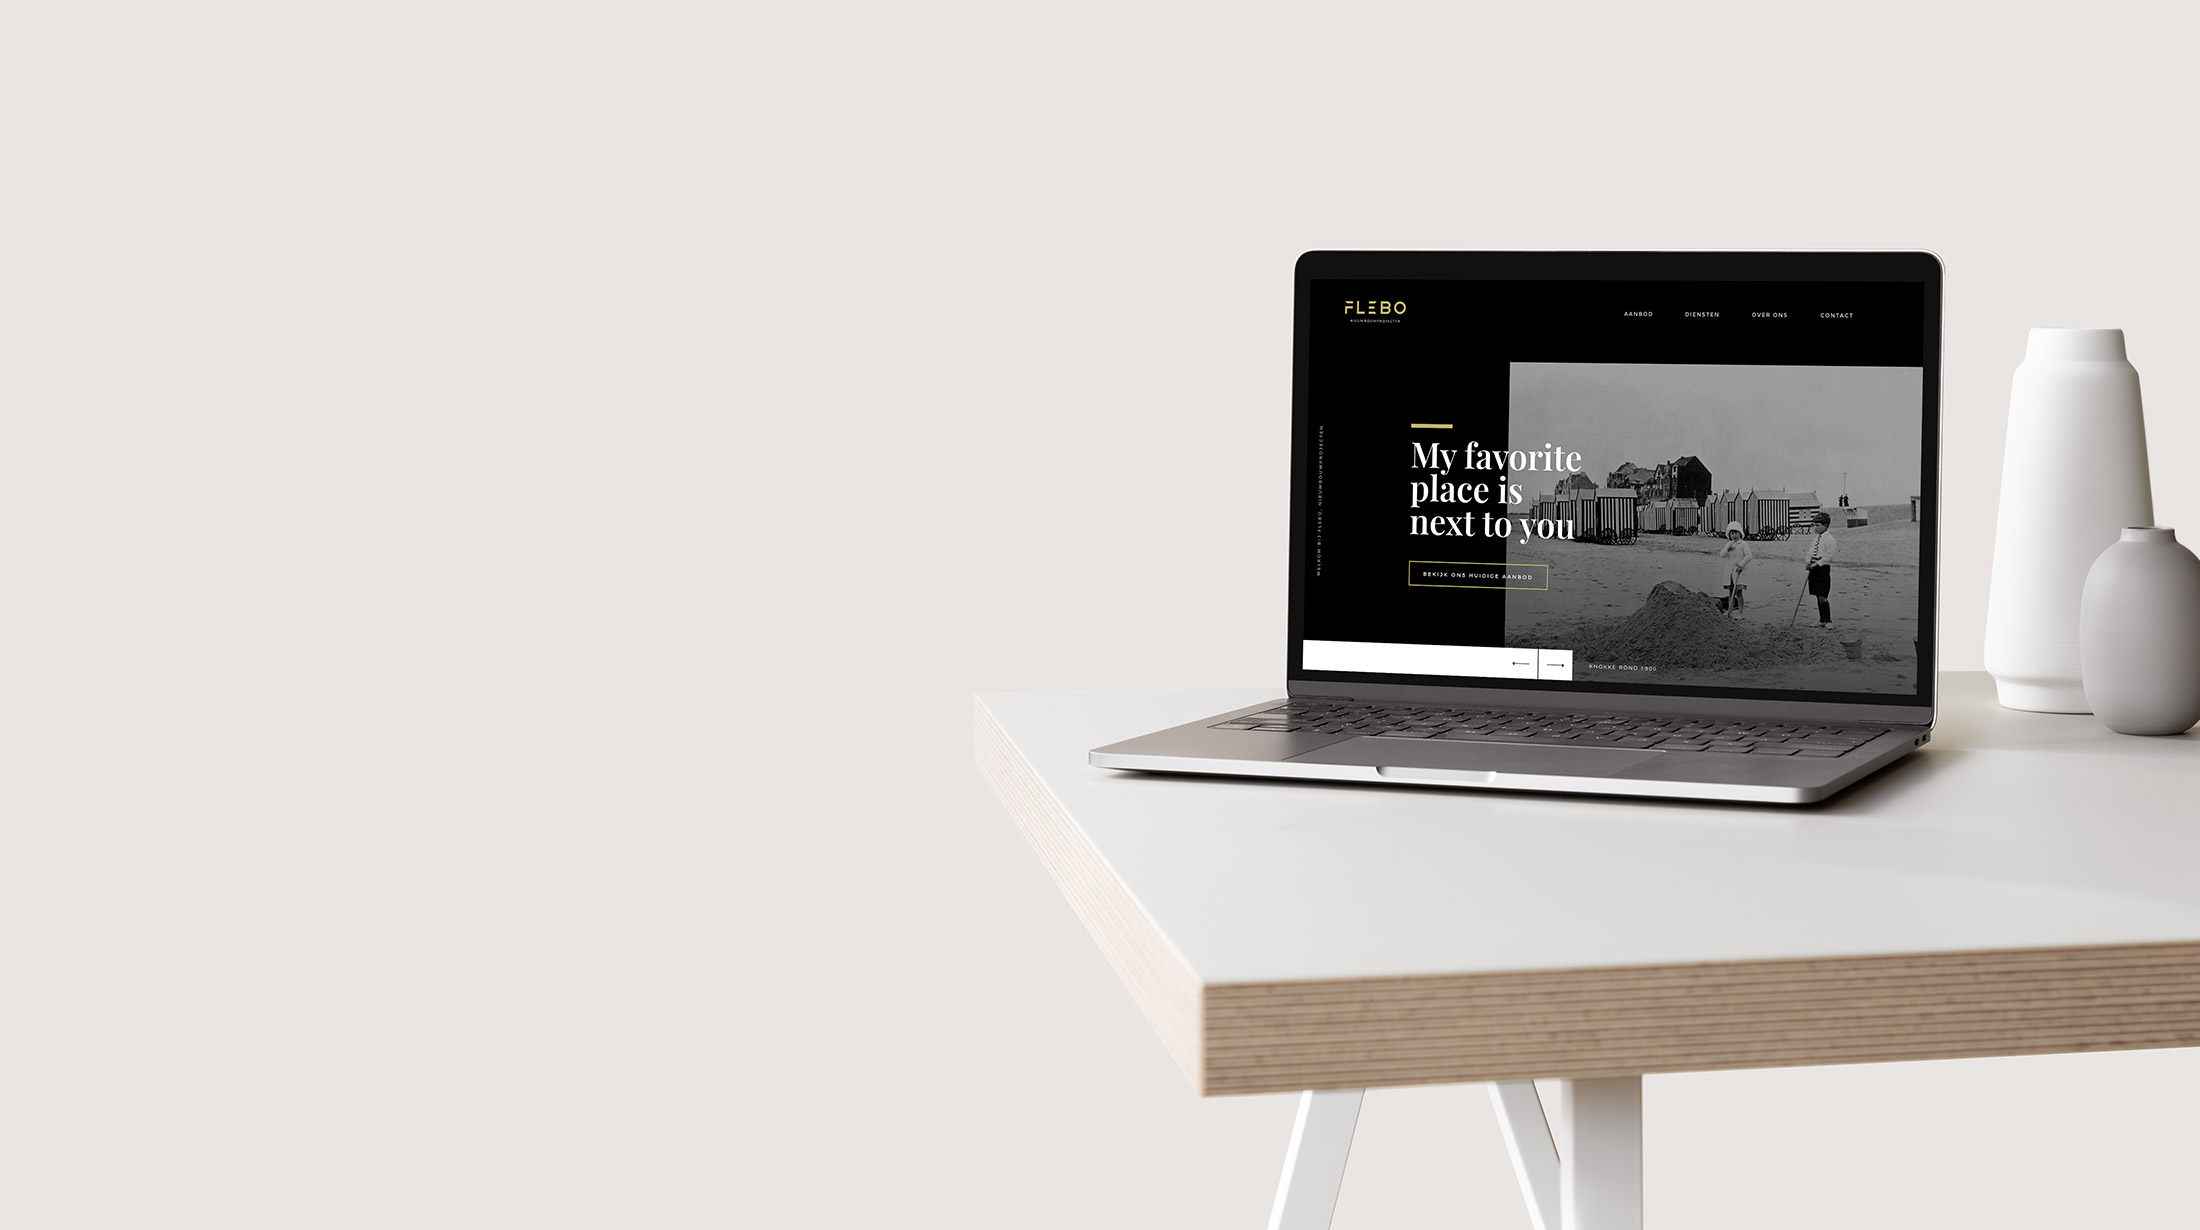 FLEBO
NIEUWBOUWPROJECTEN
AANBOD DIENSTEN OVER ONS CONTACT
WELKOM BIJ FLEBO, NIEUWBOUWPROJECTEN
My favorite
place is
next to you
BEKIJK ONS HUIDIGE AANBOD
KNOKKE ROND 1900